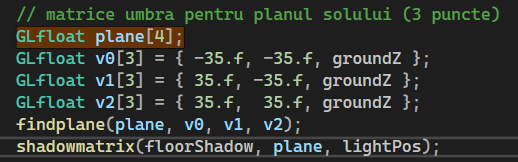 // matrice umbra pentru planul solului (3 puncte)
GLfloat plane[4];
GLfloat v0[3] = { -35.f, -35.f, groundZ };
GLfloat v1[3] = { 35.f, -35.f, groundZ };
GLfloat v2[3] = { 35.f,  35.f, groundZ };
findplane(plane, v0, v1, v2);
shadowmatrix(floorShadow, plane, lightPos);